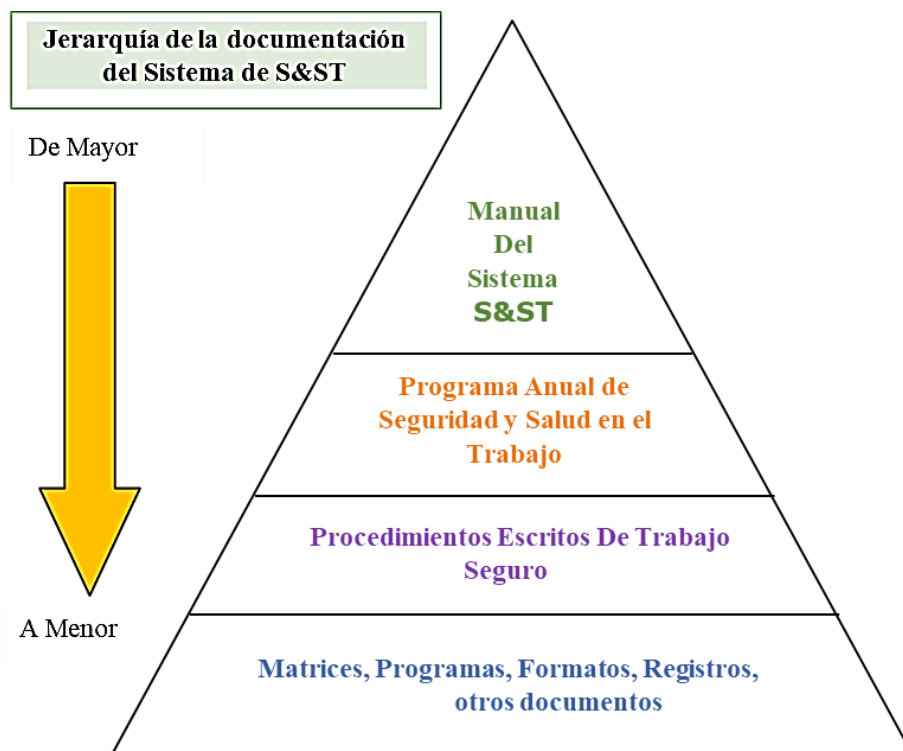 Jerarquía de la documentación
del Sistema de S&ST
De Mayor
A Menor
Manual
Del
Sistema
S&ST
Programa Anual de
Seguridad y Salud en el
Trabajo
Procedimientos Escritos De Trabajo
Seguro
Matrices, Programas, Formatos, Registros,
otros documentos